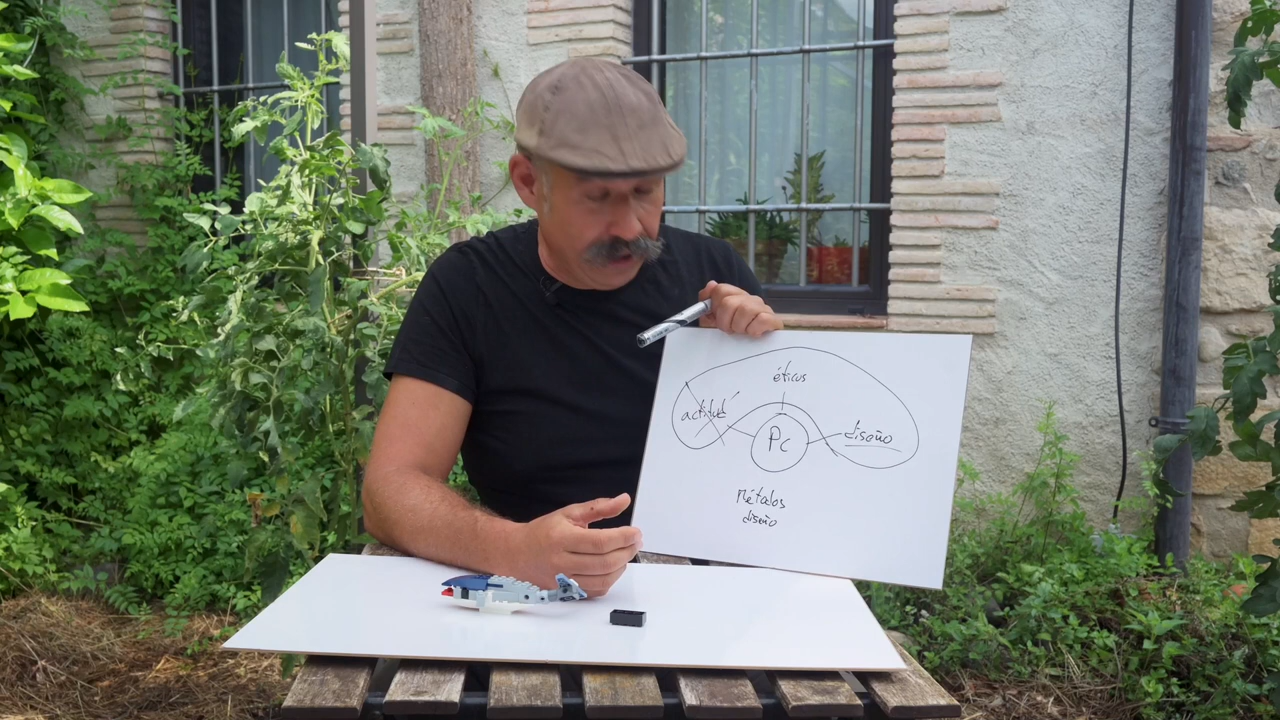 éticos
actitud
Pc
diseño
Métodos
diseño